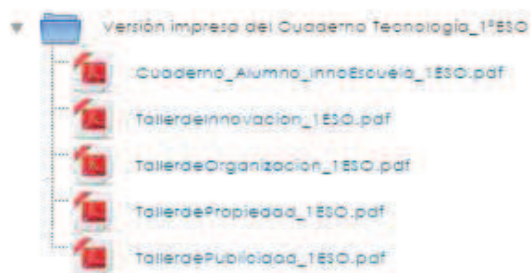 Versión impresa del Cuaderno Tecnología_1ºESO
Cuaderno_Alumno_InnoEscuela_1ESO.pdf
TallerdeInnovacion_1ESO.pdf
TallerdeOrganizacion_1ESO.pdf
TallerdePropiedad_1ESO.pdf
TallerdePublicidad_1ESO.pdf